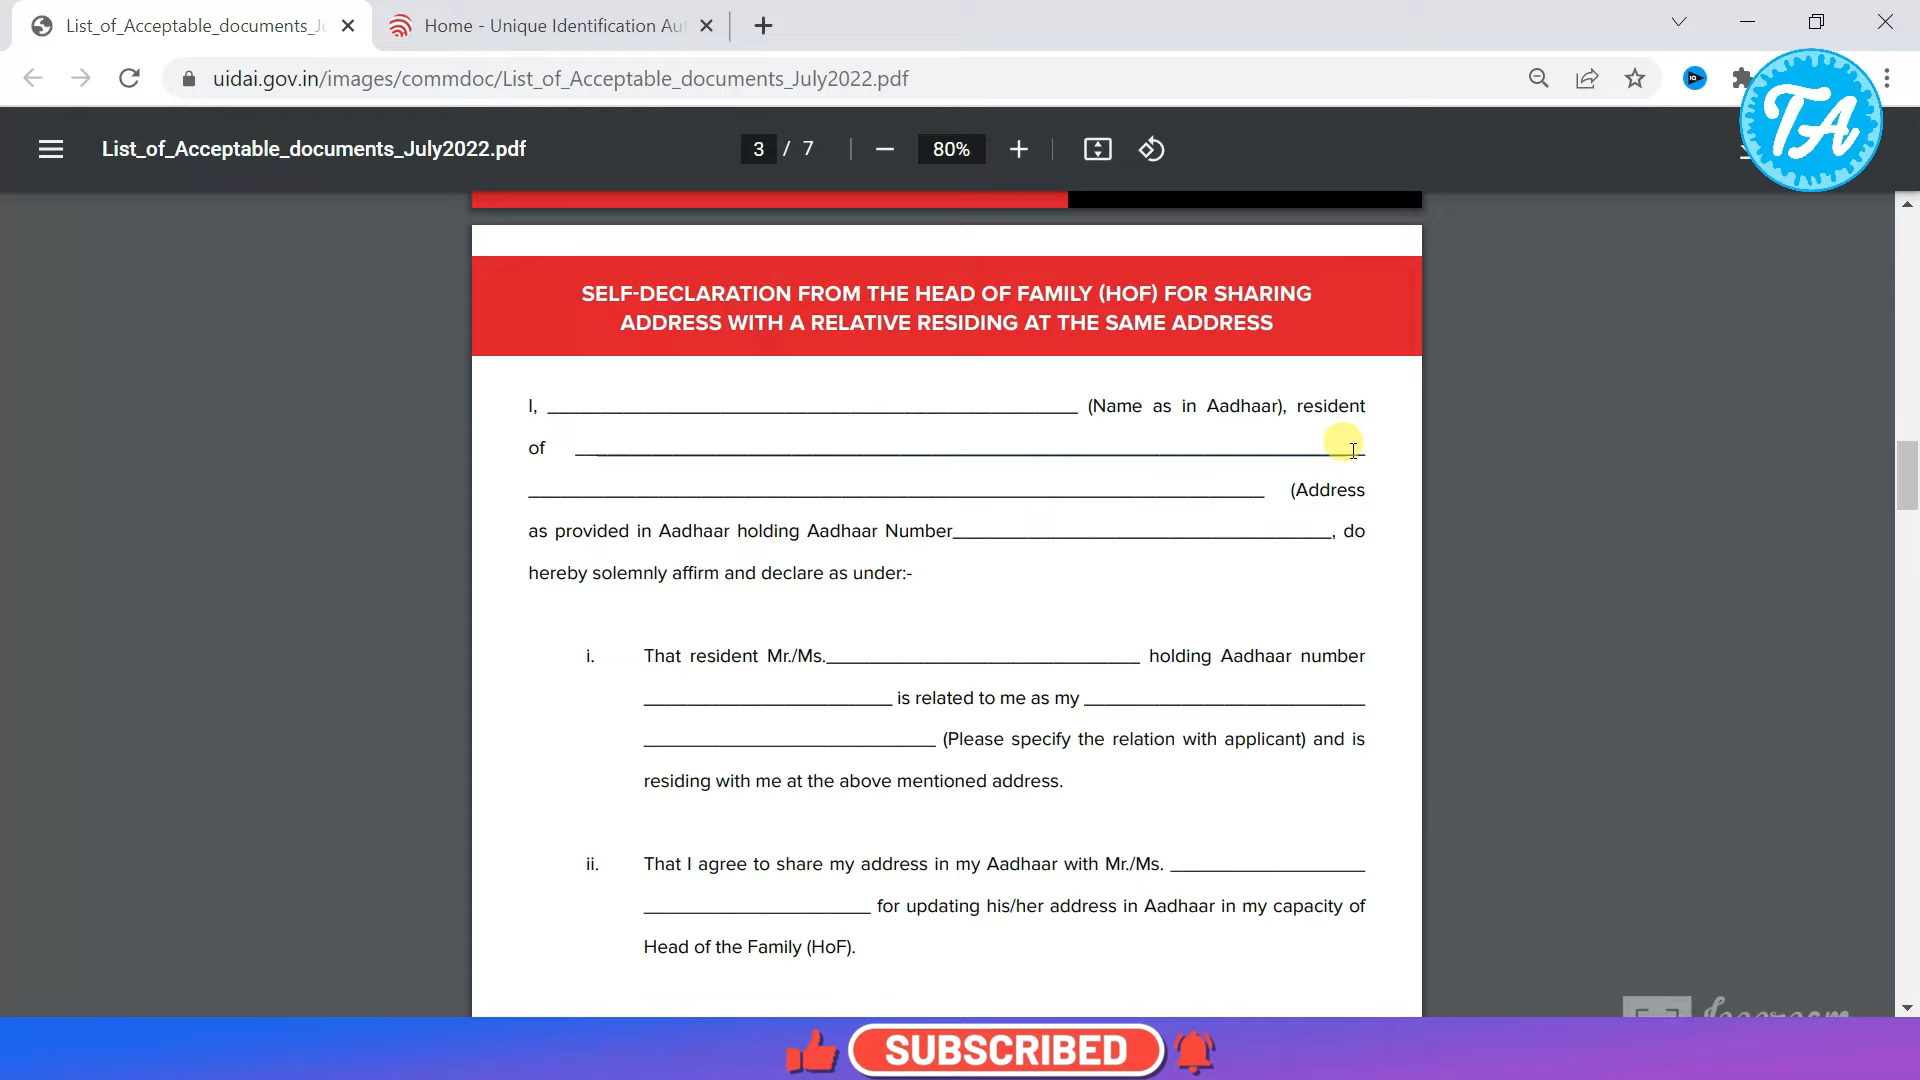 List_of_Acceptable_documents_J
Home - Unique Identification Aut
uidai.gov.in/images/commdoc/List_of_Acceptable_documents_July2022.pdf
TA
List_of_Acceptable_documents_July2022.pdf
3 / 7
80%
SELF-DECLARATION FROM THE HEAD OF FAMILY (HOF) FOR SHARING
ADDRESS WITH A RELATIVE RESIDING AT THE SAME ADDRESS
I, ____________________ (Name as in Aadhaar), resident
of ____________________
____________________ (Address
as provided in Aadhaar holding Aadhaar Number____________________, do
hereby solemnly affirm and declare as under:-
i. That resident Mr./Ms.____________________ holding Aadhaar number
____________________ is related to me as my ____________________
____________________ (Please specify the relation with applicant) and is
residing with me at the above mentioned address.
ii. That I agree to share my address in my Aadhaar with Mr./Ms. ____________________
____________________ for updating his/her address in Aadhaar in my capacity of
Head of the Family (HoF).
SUBSCRIBED